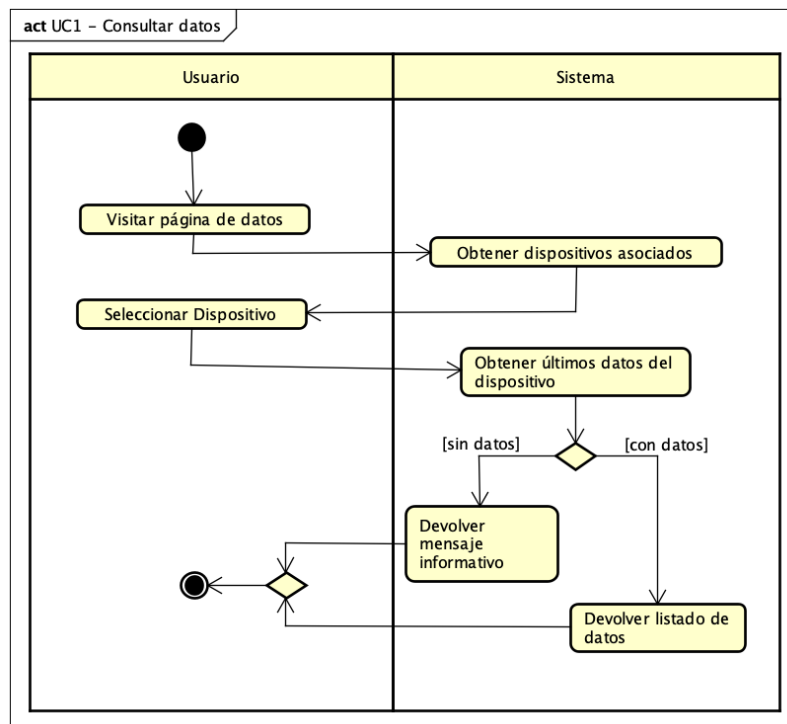 act UC1 – Consultar datos
Usuario
Sistema
Visitar página de datos
Obtener dispositivos asociados
Seleccionar Dispositivo
Obtener últimos datos del
dispositivo
[sin datos]
[con datos]
Devolver
mensaje
informativo
Devolver listado de
datos